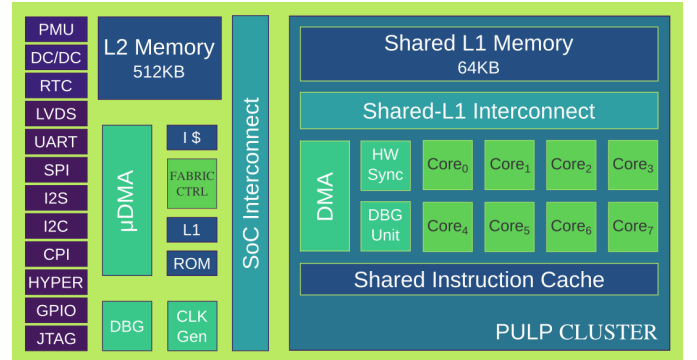 PMU
DC/DC
RTC
LVDS
UART
SPI
I2S
I2C
CPI
HYPER
GPIO
JTAG
L2 Memory
512KB
µDMA
I $
FABRIC
CTRL
L1
ROM
DBG
CLK
Gen
SoC Interconnect
Shared L1 Memory
64KB
Shared-L1 Interconnect
DMA
HW
Sync
Core₀
Core₁
Core₂
Core₃
DBG
Unit
Core₄
Core₅
Core₆
Core₇
Shared Instruction Cache
PULP CLUSTER